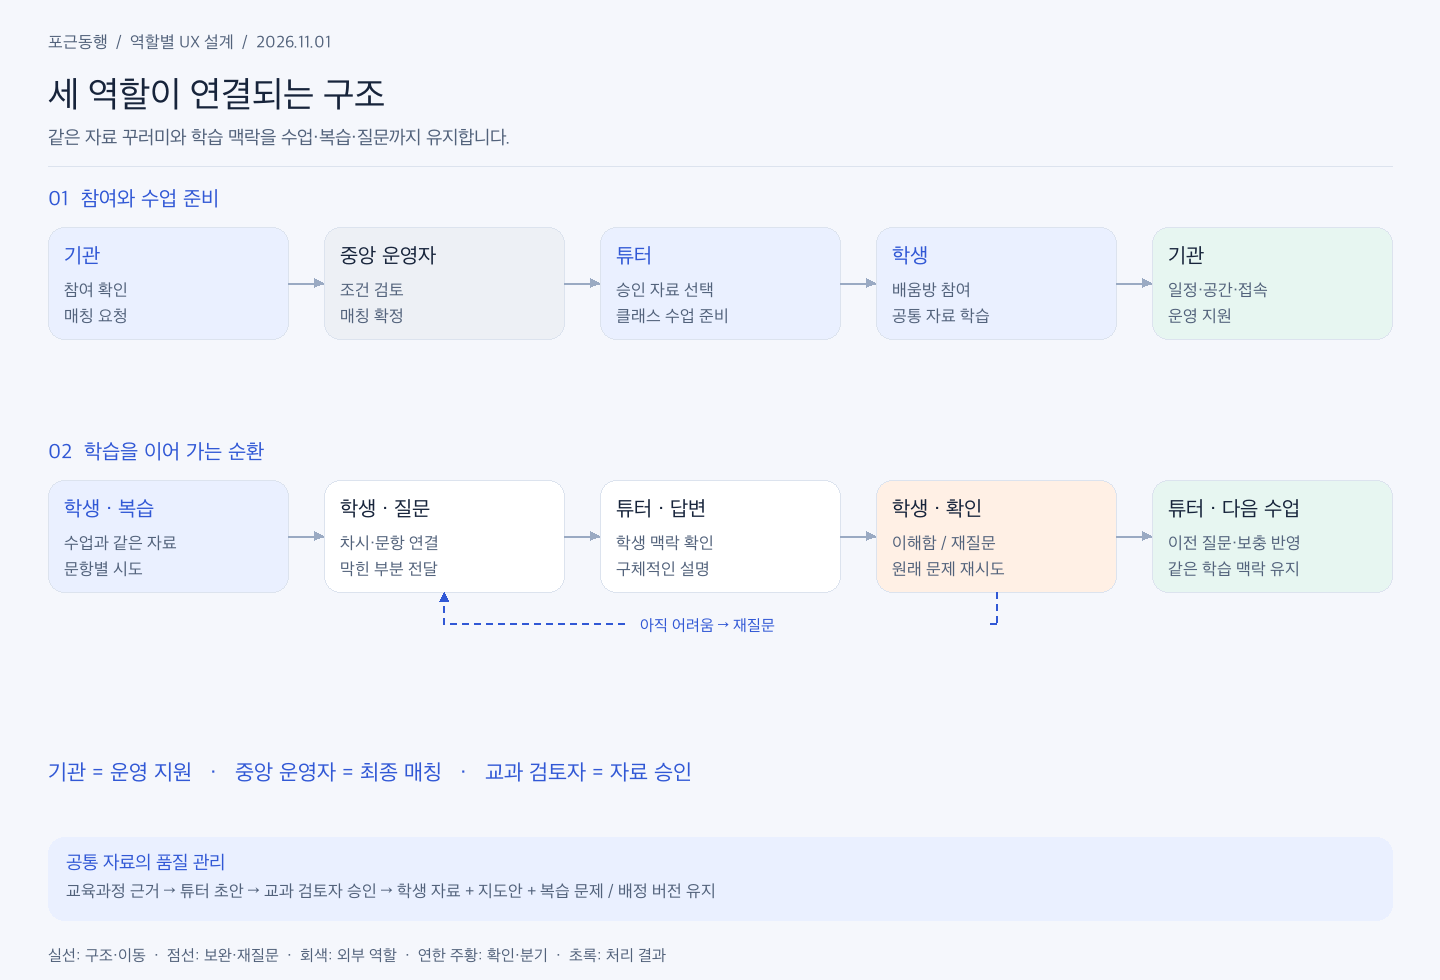 포근동행 / 역할별 UX 설계 / 2026.11.01
세 역할이 연결되는 구조
같은 자료 꾸러미와 학습 맥락을 수업·복습·질문까지 유지합니다.
01 참여와 수업 준비
기관
참여 확인
매칭 요청
중앙 운영자
조건 검토
매칭 확정
튜터
승인 자료 선택
클래스 수업 준비
학생
배움방 참여
공통 자료 학습
기관
일정·공간·접속
운영 지원
02 학습을 이어 가는 순환
학생 · 복습
수업과 같은 자료
문항별 시도
학생 · 질문
차시·문항 연결
막힌 부분 전달
튜터 · 답변
학생 맥락 확인
구체적인 설명
학생 · 확인
이해함 / 재질문
원래 문제 재시도
튜터 · 다음 수업
이전 질문·보충 반영
같은 학습 맥락 유지
아직 어려움 → 재질문
기관 = 운영 지원 · 중앙 운영자 = 최종 매칭 · 교과 검토자 = 자료 승인
공통 자료의 품질 관리
교육과정 근거 → 튜터 초안 → 교과 검토자 승인 → 학생 자료 + 지도안 + 복습 문제 / 배정 버전 유지
실선: 구조·이동 · 점선: 보완·재질문 · 회색: 외부 역할 · 연한 주황: 확인·분기 · 초록: 처리 결과